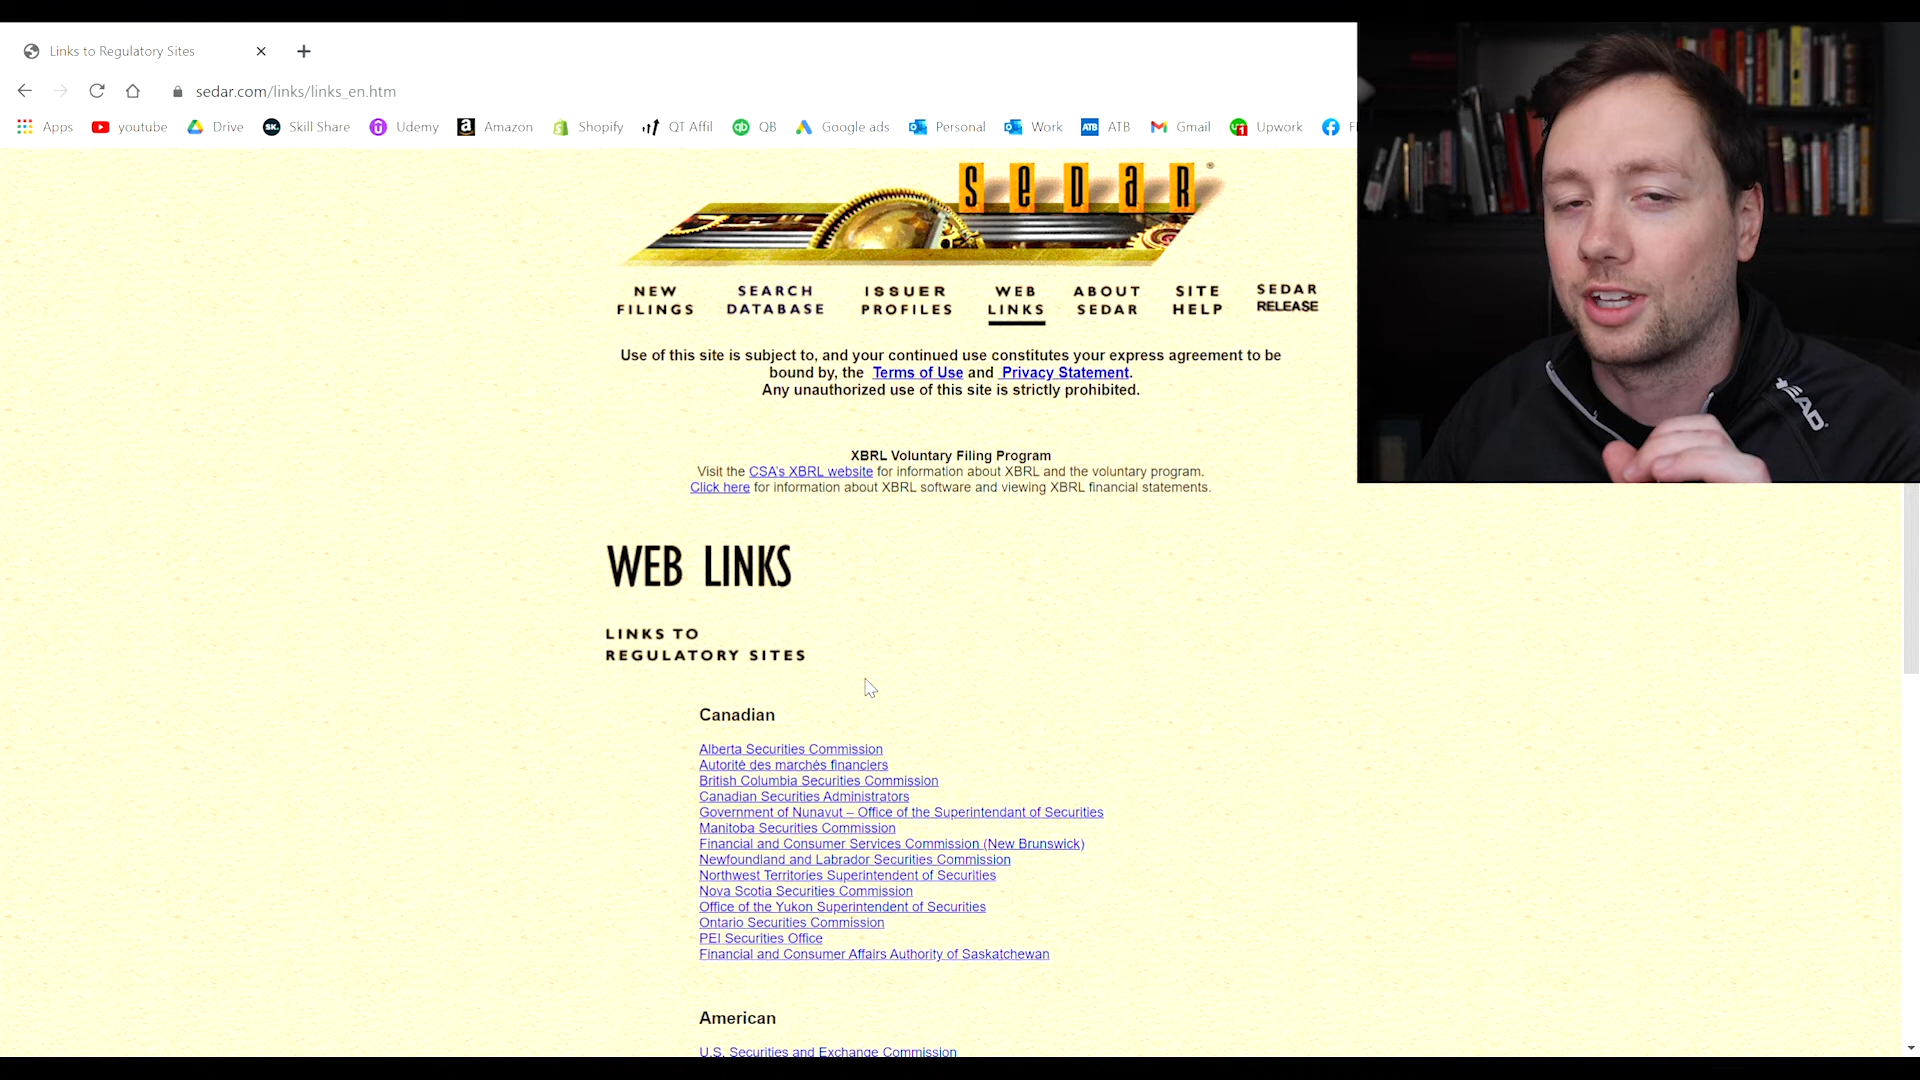 Links to Regulatory Sites
sedar.com/links/links_en.htm
Apps youtube Drive Skill Share Udemy Amazon Shopify QT Affil QB Google ads Personal Work ATB Gmail Upwork
SEDAR
NEW FILINGS
SEARCH DATABASE
ISSUER PROFILES
WEB LINKS
ABOUT SEDAR
SITE HELP
SEDAR RELEASE
Use of this site is subject to, and your continued use constitutes your express agreement to be
bound by, the Terms of Use and Privacy Statement.
Any unauthorized use of this site is strictly prohibited.
XBRL Voluntary Filing Program
Visit the CSA's XBRL website for information about XBRL and the voluntary program.
Click here for information about XBRL software and viewing XBRL financial statements.
WEB LINKS
LINKS TO
REGULATORY SITES
Canadian
Alberta Securities Commission
Autorité des marchés financiers
British Columbia Securities Commission
Canadian Securities Administrators
Government of Nunavut – Office of the Superintendant of Securities
Manitoba Securities Commission
Financial and Consumer Services Commission (New Brunswick)
Newfoundland and Labrador Securities Commission
Northwest Territories Superintendent of Securities
Nova Scotia Securities Commission
Office of the Yukon Superintendent of Securities
Ontario Securities Commission
PEI Securities Office
Financial and Consumer Affairs Authority of Saskatchewan
American
U.S. Securities and Exchange Commission